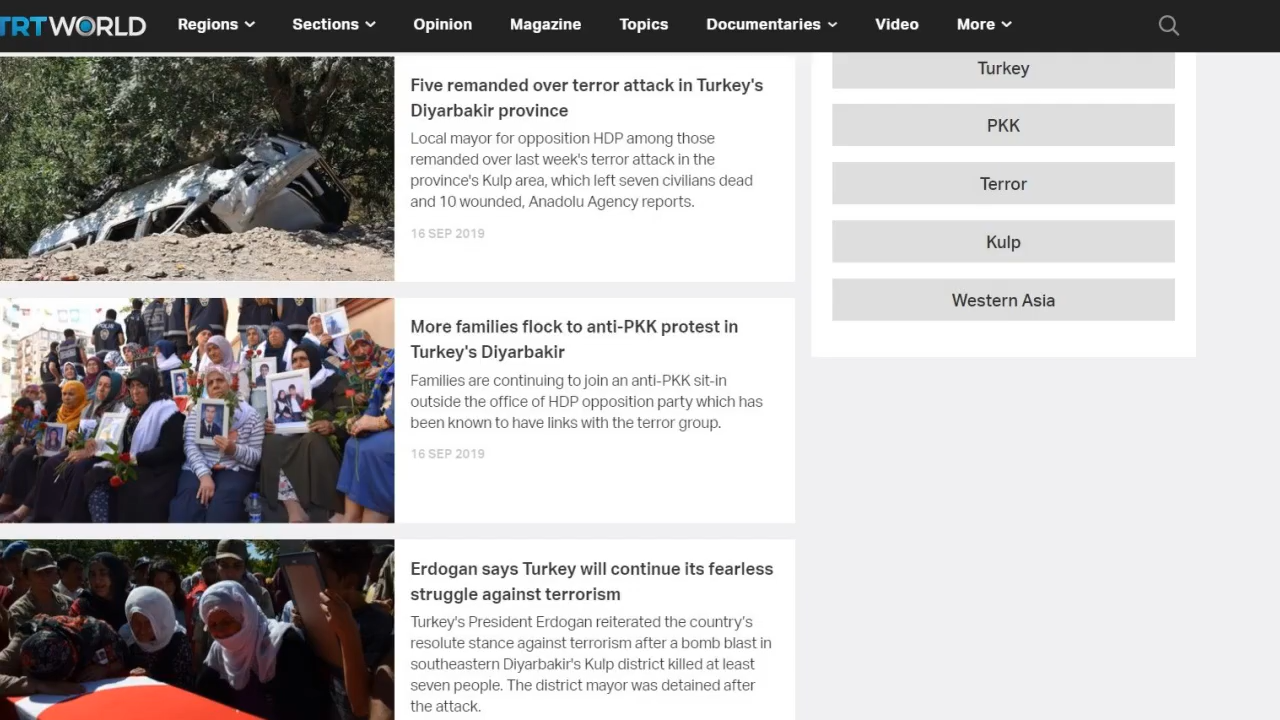 TRTWORLD
Regions Sections Opinion Magazine Topics Documentaries Video More
Five remanded over terror attack in Turkey's
Diyarbakir province
Local mayor for opposition HDP among those
remanded over last week's terror attack in the
province's Kulp area, which left seven civilians dead
and 10 wounded, Anadolu Agency reports.
16 SEP 2019
More families flock to anti-PKK protest in
Turkey's Diyarbakir
Families are continuing to join an anti-PKK sit-in
outside the office of HDP opposition party which has
been known to have links with the terror group.
16 SEP 2019
Erdogan says Turkey will continue its fearless
struggle against terrorism
Turkey's President Erdogan reiterated the country’s
resolute stance against terrorism after a bomb blast in
southeastern Diyarbakir's Kulp district killed at least
seven people. The district mayor was detained after
the attack.
Turkey
PKK
Terror
Kulp
Western Asia